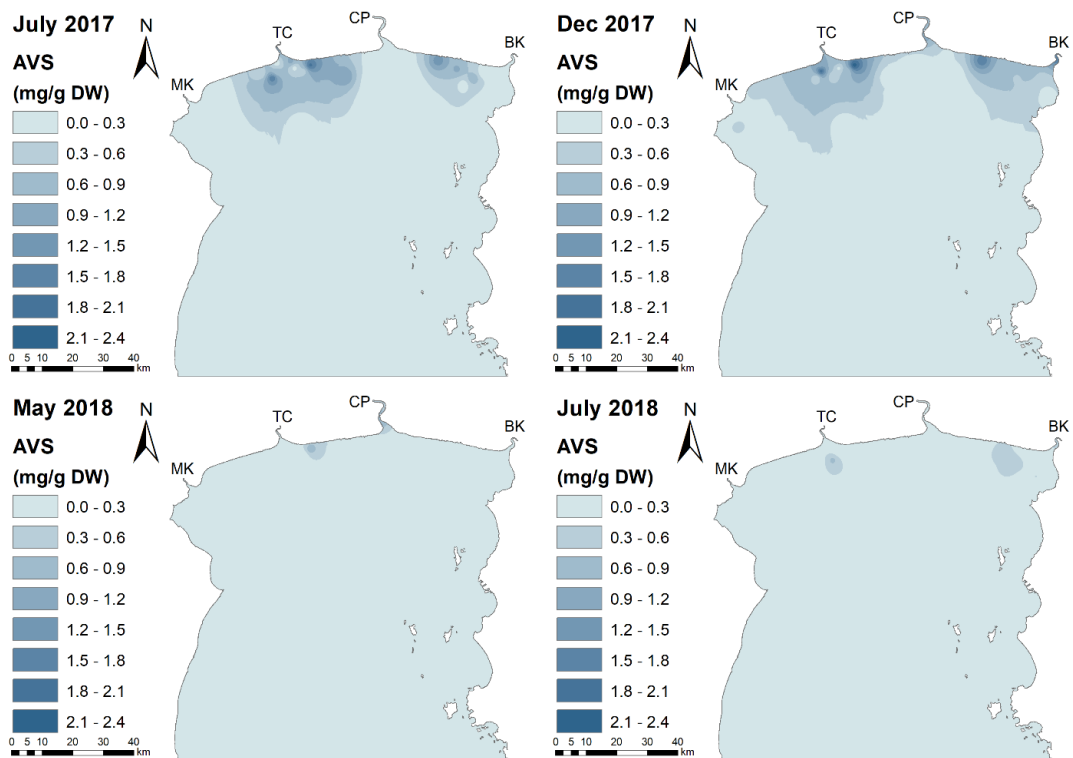 July 2017
N
AVS
(mg/g DW)
0.0 - 0.3
0.3 - 0.6
0.6 - 0.9
0.9 - 1.2
1.2 - 1.5
1.5 - 1.8
1.8 - 2.1
2.1 - 2.4
0 5 10 20 30 40
km
MK
TC
CP
BK
Dec 2017
N
AVS
(mg/g DW)
0.0 - 0.3
0.3 - 0.6
0.6 - 0.9
0.9 - 1.2
1.2 - 1.5
1.5 - 1.8
1.8 - 2.1
2.1 - 2.4
0 5 10 20 30 40
km
MK
TC
CP
BK
May 2018
N
AVS
(mg/g DW)
0.0 - 0.3
0.3 - 0.6
0.6 - 0.9
0.9 - 1.2
1.2 - 1.5
1.5 - 1.8
1.8 - 2.1
2.1 - 2.4
0 5 10 20 30 40
km
MK
TC
CP
BK
July 2018
N
AVS
(mg/g DW)
0.0 - 0.3
0.3 - 0.6
0.6 - 0.9
0.9 - 1.2
1.2 - 1.5
1.5 - 1.8
1.8 - 2.1
2.1 - 2.4
0 5 10 20 30 40
km
MK
TC
CP
BK